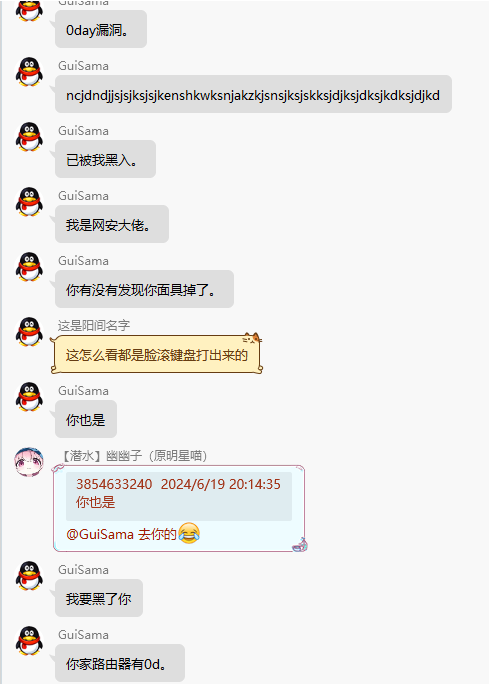 GuiSama
0day漏洞。
GuiSama
ncjdndjjsjsjksjsjkenshkwksnjakzkjsnsjksjskksjdjksjdksjkdksjdjkd
GuiSama
已被我黑入。
GuiSama
我是网安大佬。
GuiSama
你有没有发现你面具掉了。
这是阳间名字
这怎么看都是脸滚键盘打出来的
GuiSama
你也是
【潜水】幽幽子（原明星喵）
3854633240 2024/6/19 20:14:35
你也是
@GuiSama 去你的😂
GuiSama
我要黑了你
GuiSama
你家路由器有0d。